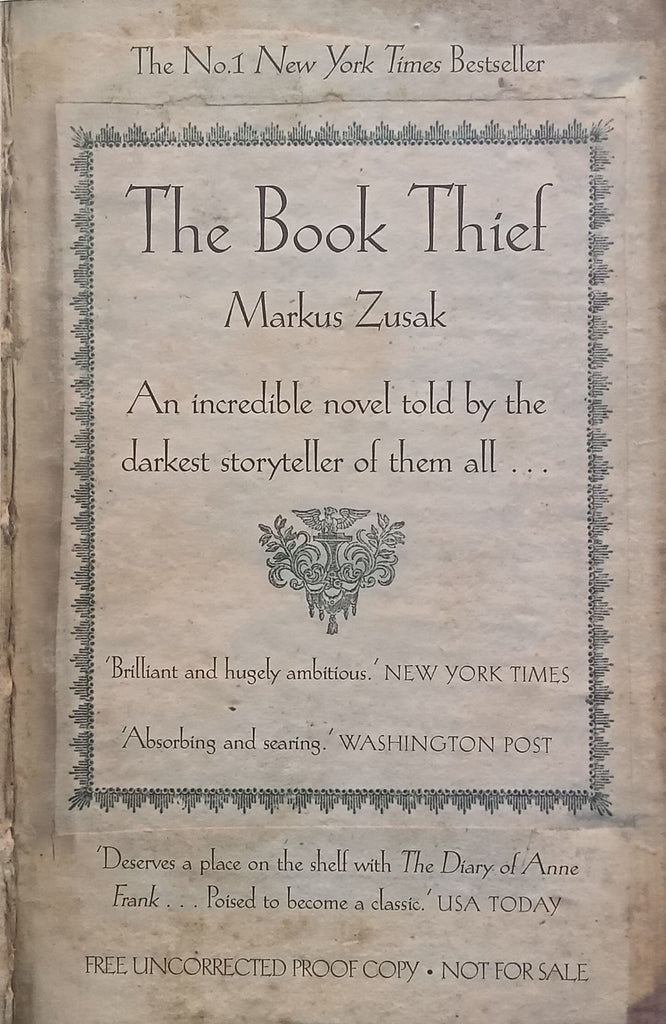 The No.1 New York Times Bestseller
The Book Thief
Markus Zusak
An incredible novel told by the
darkest storyteller of them all . . .
'Brilliant and hugely ambitious.' NEW YORK TIMES
'Absorbing and searing.' WASHINGTON POST
'Deserves a place on the shelf with The Diary of Anne
Frank . . . Poised to become a classic.' USA TODAY
FREE UNCORRECTED PROOF COPY • NOT FOR SALE